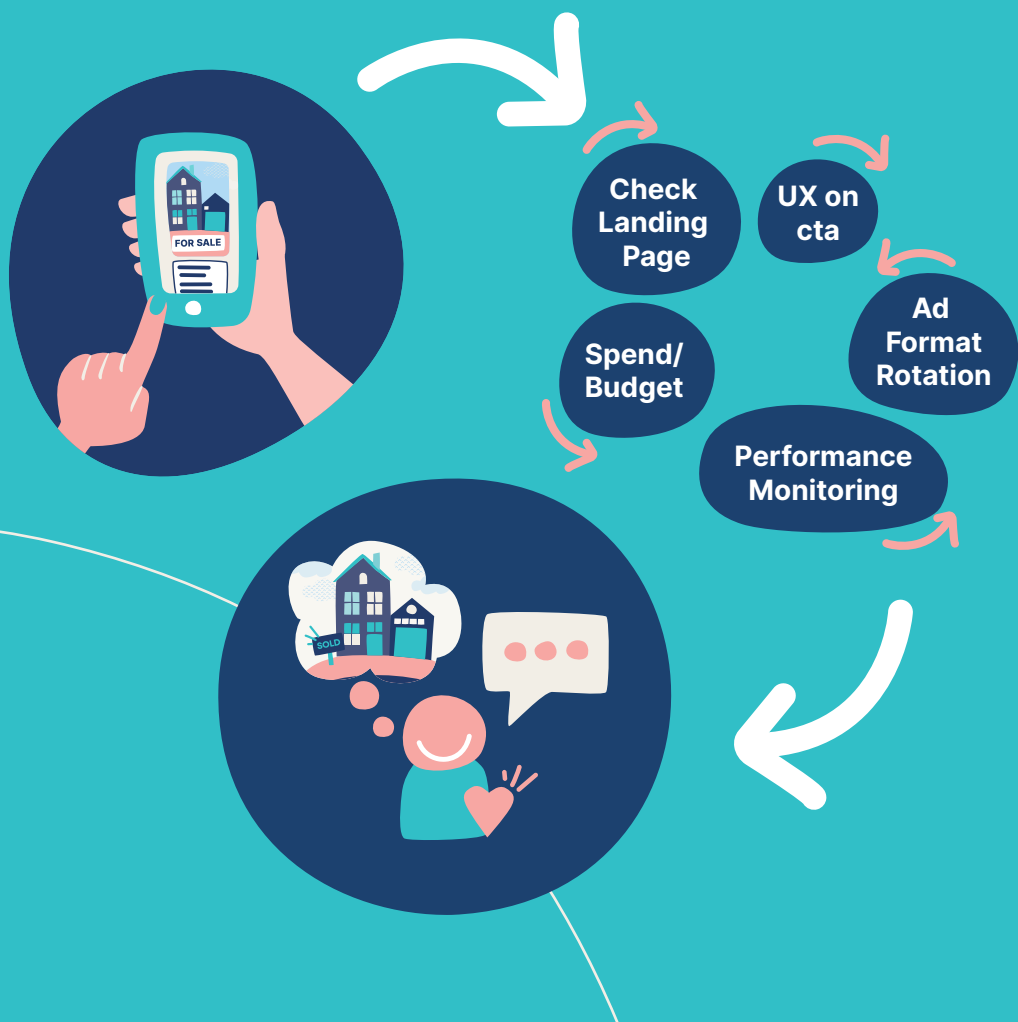 FOR SALE
Check
Landing
Page
UX on
cta
Ad
Format
Rotation
Spend/
Budget
Performance
Monitoring
SOLD